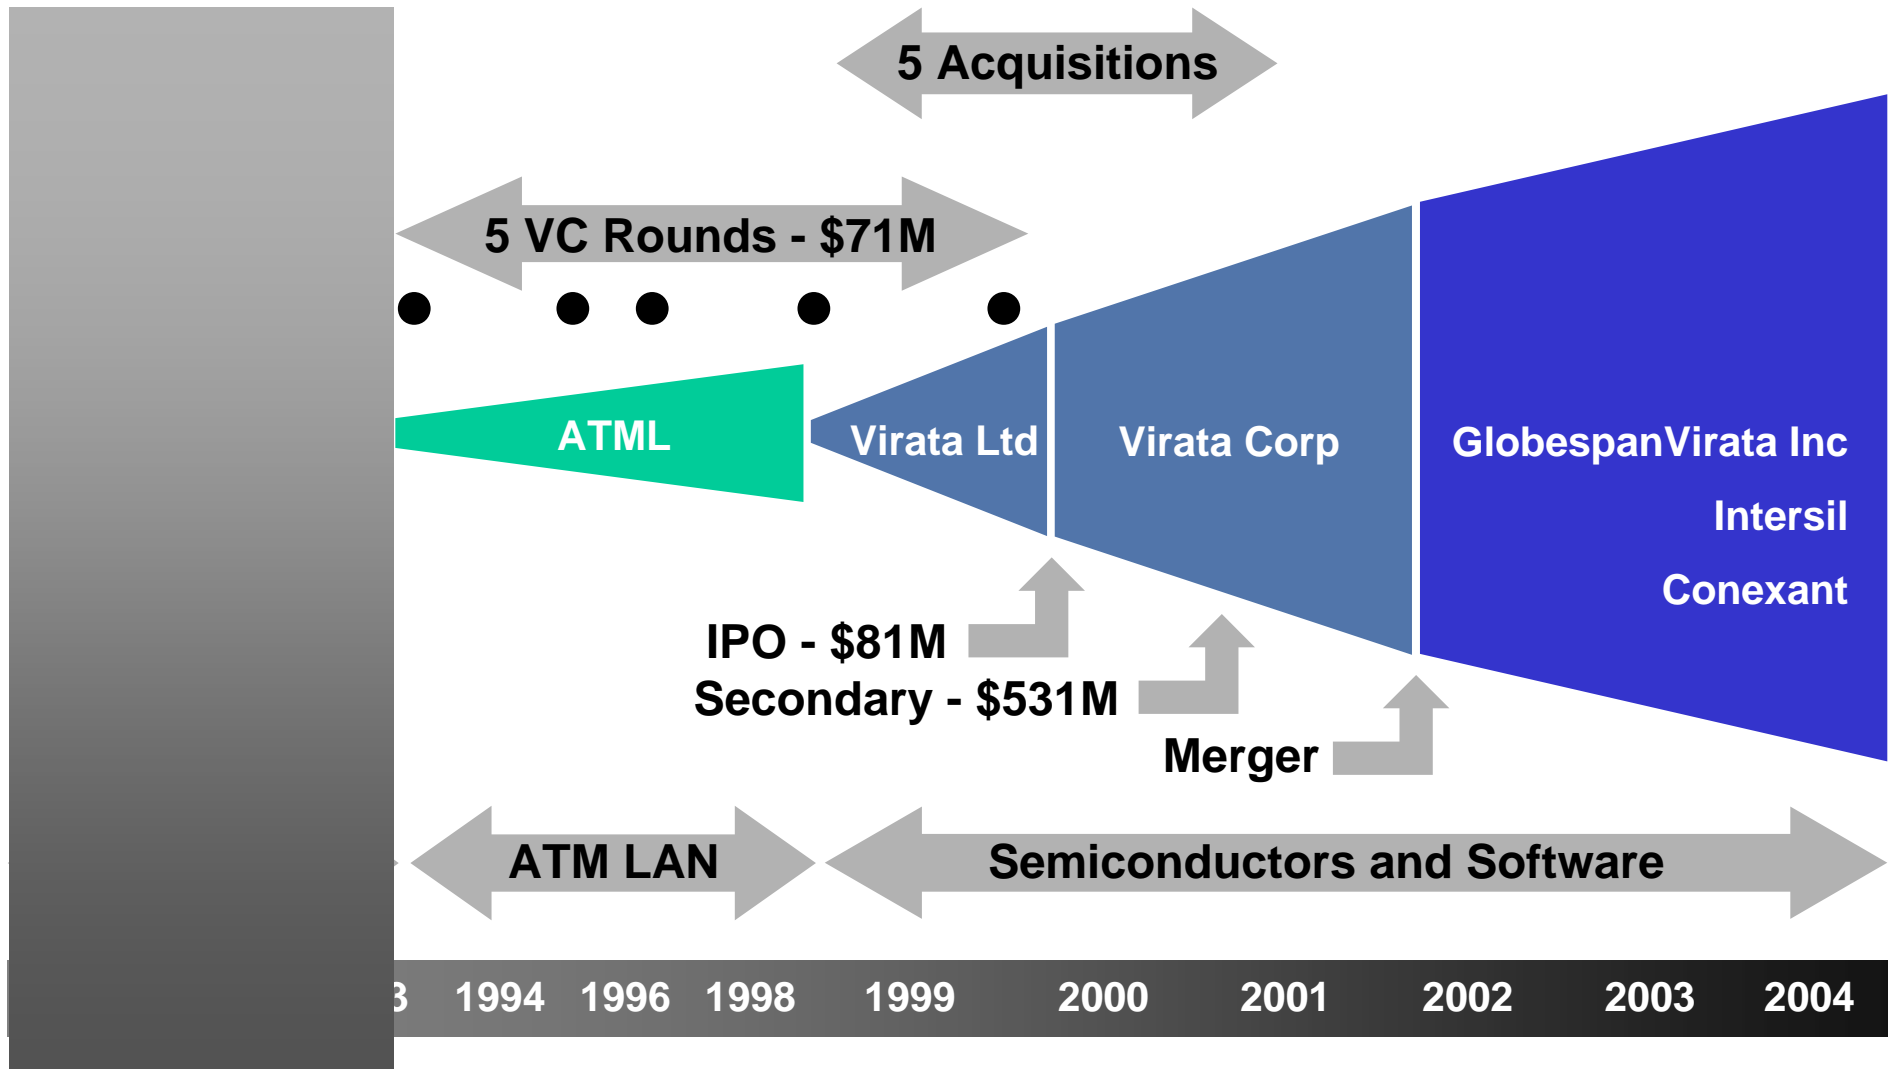 5 Acquisitions
5 VC Rounds - $71M
ATML
Virata Ltd
Virata Corp
GlobespanVirata Inc
Intersil
Conexant
IPO - $81M
Secondary - $531M
Merger
ATM LAN
Semiconductors and Software
3 1994 1996 1998 1999 2000 2001 2002 2003 2004